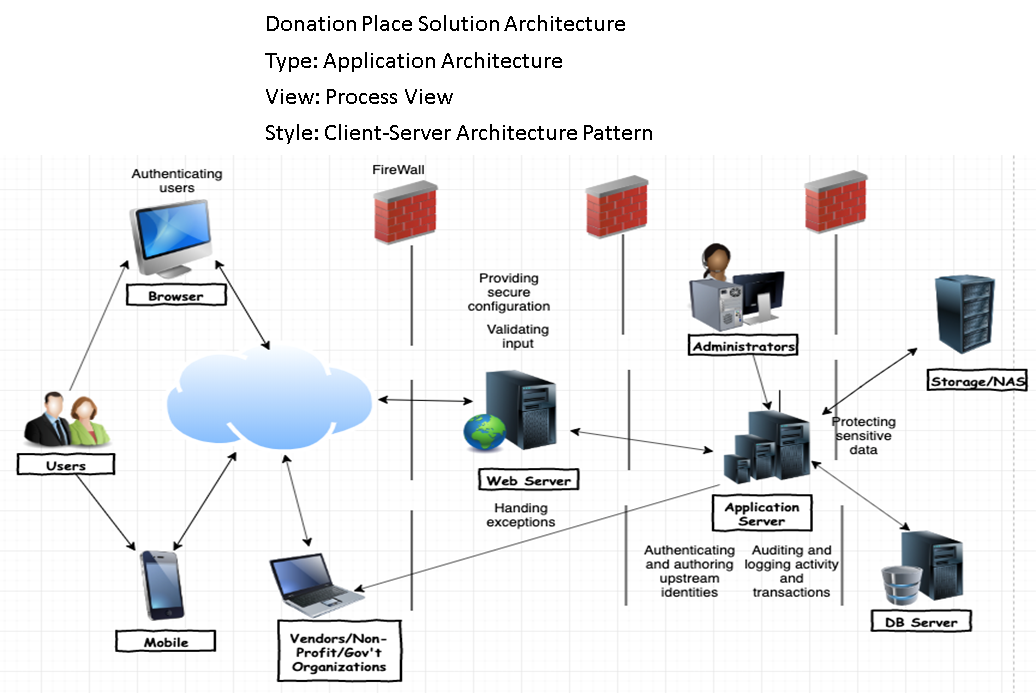 Donation Place Solution Architecture
Type: Application Architecture
View: Process View
Style: Client-Server Architecture Pattern
Authenticating
users
FireWall
Browser
Providing
secure
configuration
Validating
input
Administrators
Storage/NAS
Users
Web Server
Handing
exceptions
Protecting
sensitive
data
Application
Server
Authenticating
and authoring
upstream
identities
Auditing and
logging activity
and
transactions
Mobile
Vendors/Non-
Profit/Gov't
Organizations
DB Server